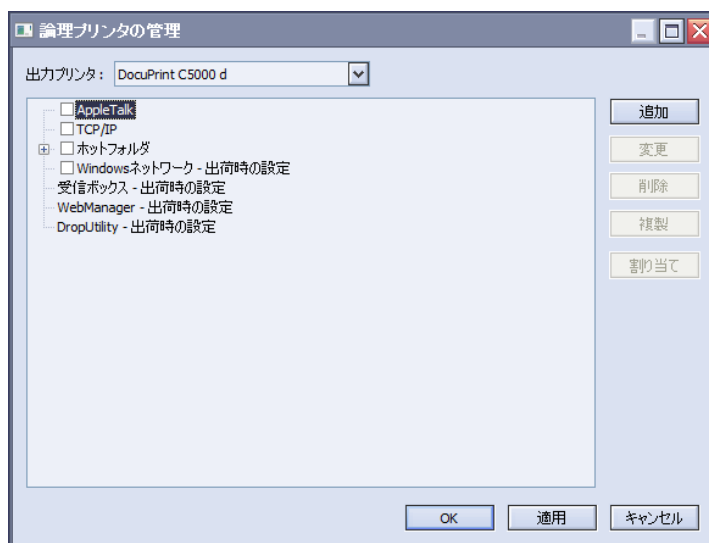 論理プリンタの管理
出力プリンタ： DocuPrint C5000 d
AppleTalk
TCP/IP
ホットフォルダ
Windowsネットワーク - 出荷時の設定
受信ボックス - 出荷時の設定
WebManager - 出荷時の設定
DropUtility - 出荷時の設定
追加
変更
削除
複製
割り当て
OK
適用
キャンセル